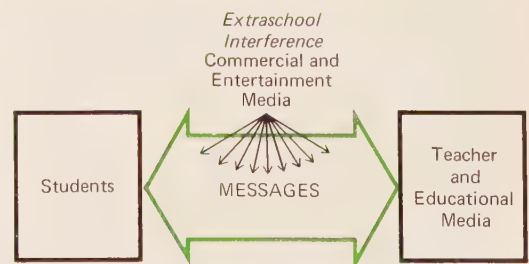 Extraschool
Interference
Commercial and
Entertainment
Media
Students
MESSAGES
Teacher
and
Educational
Media